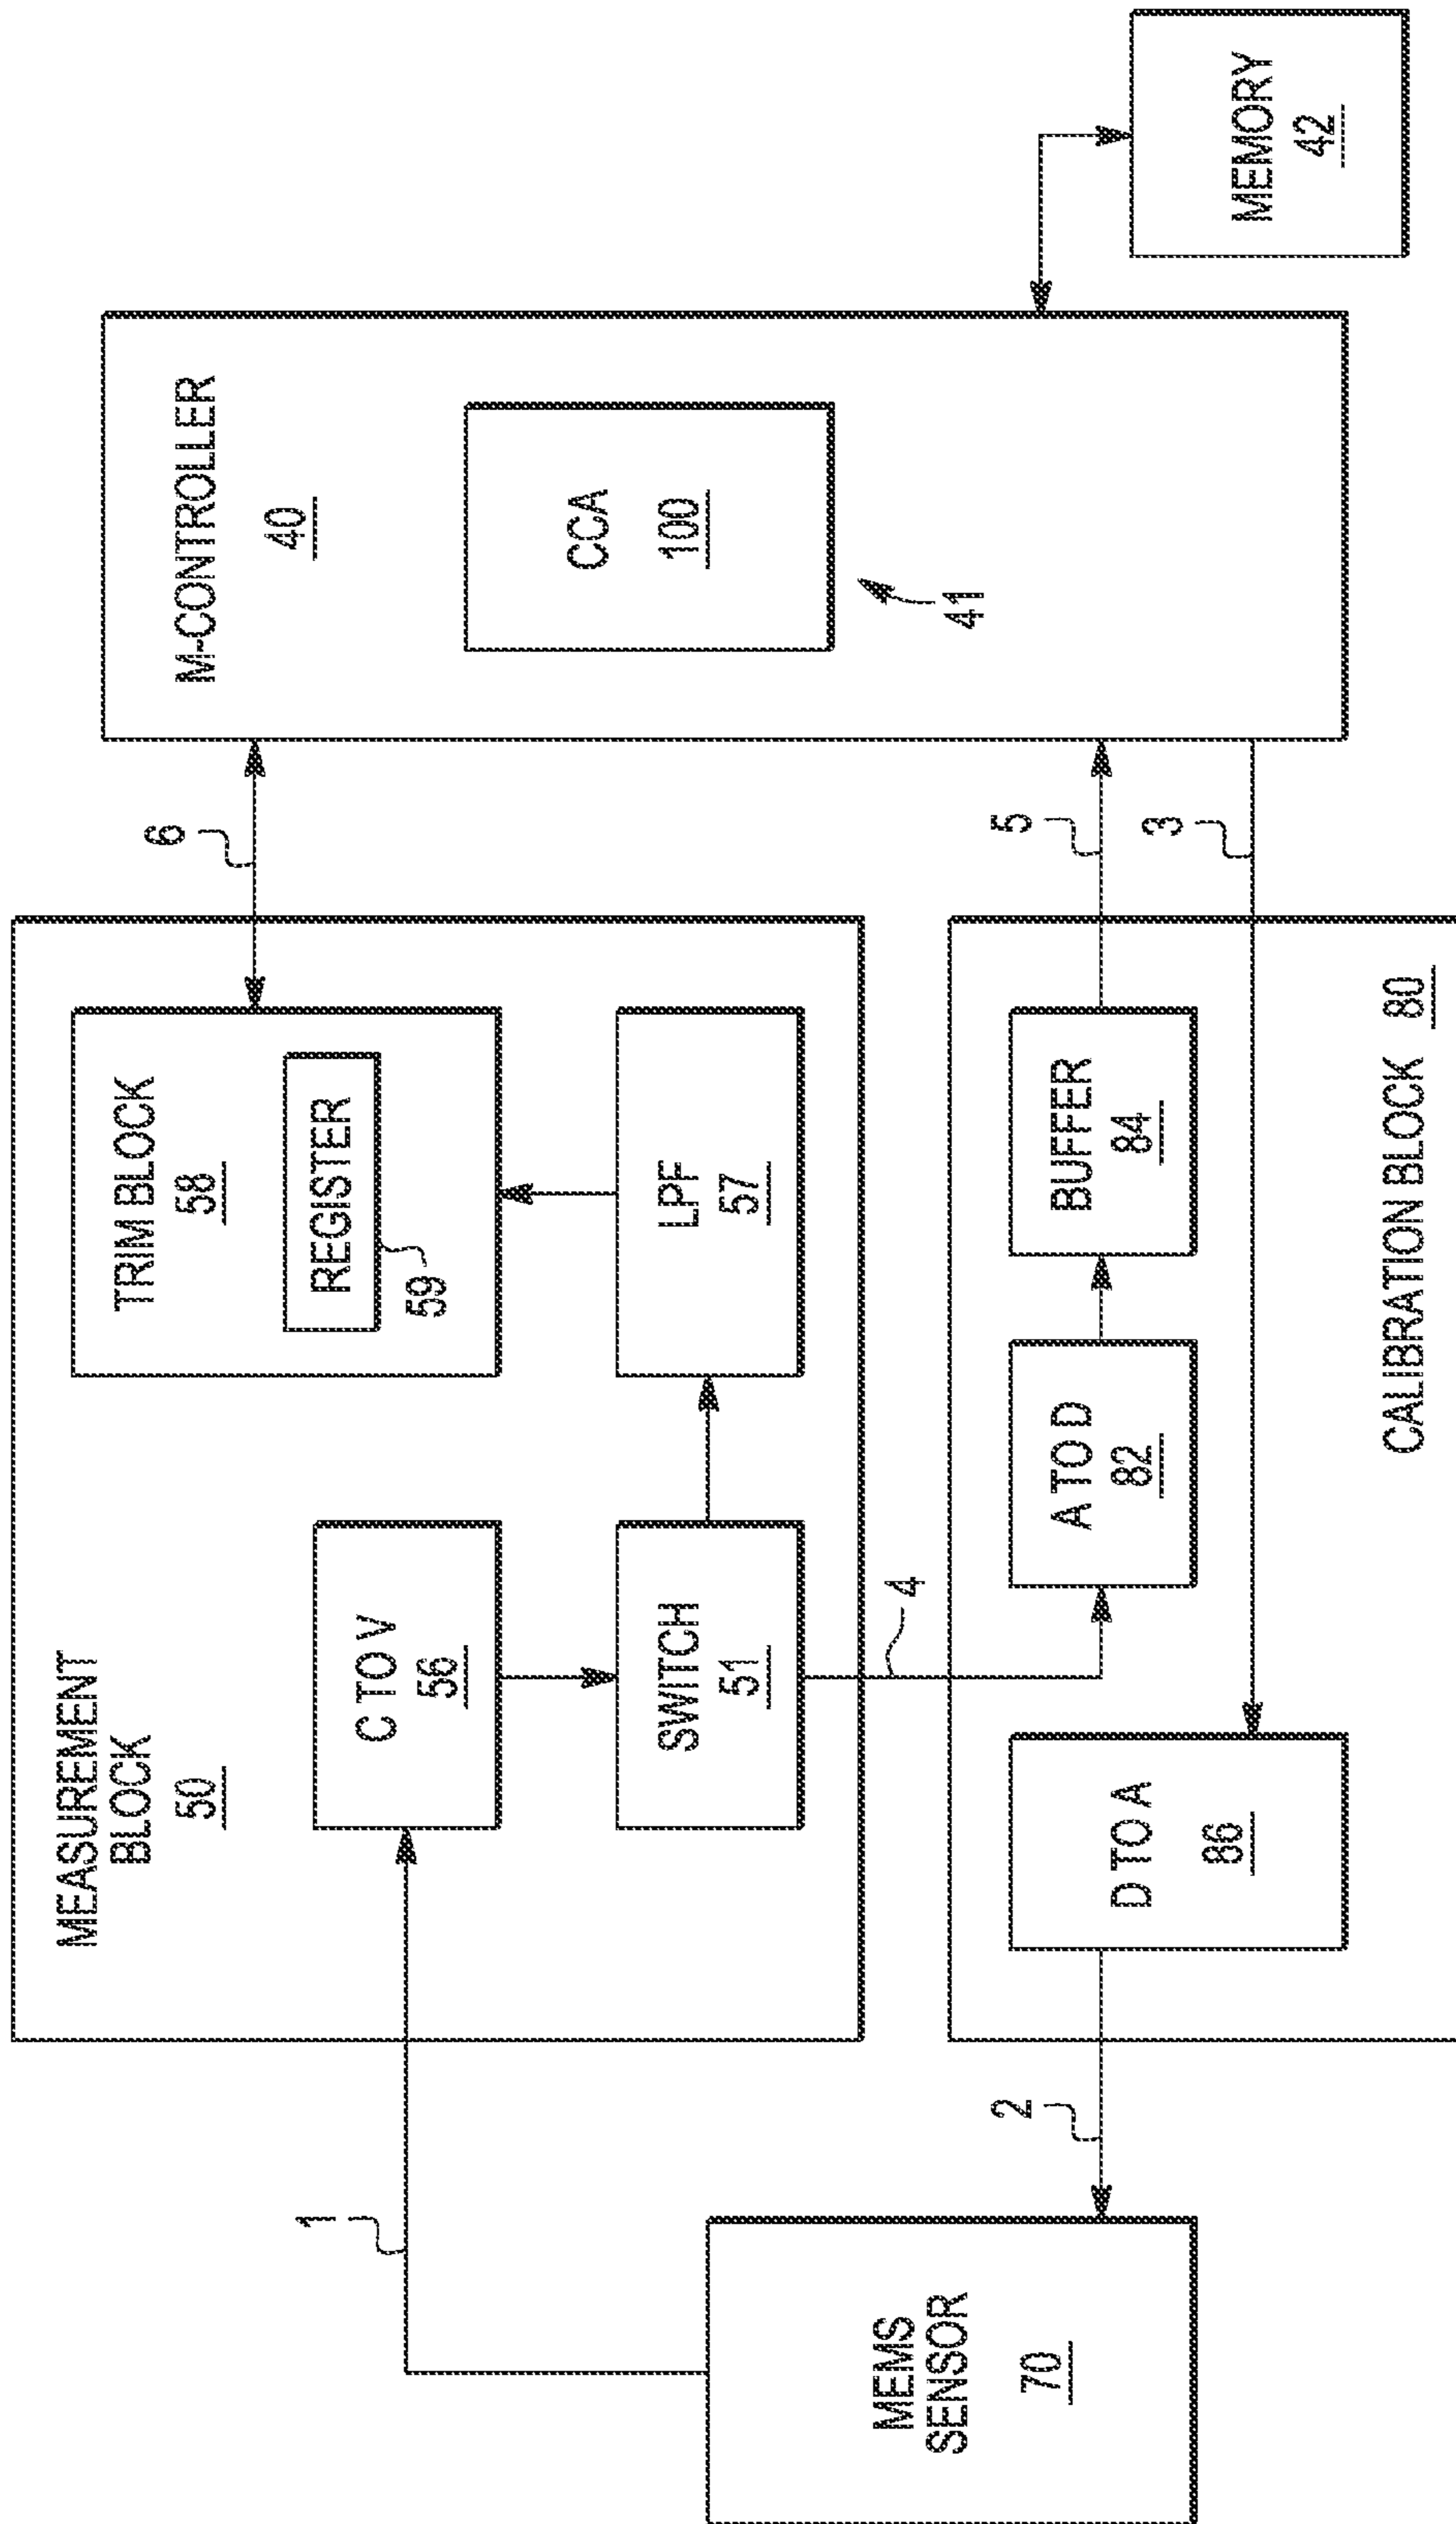 MEASUREMENT
BLOCK
50
TRIM BLOCK
58
REGISTER
59
C TO V
56
SWITCH
51
LPF
57
1
6
M-CONTROLLER
40
CCA
100
41
MEMORY
42
MEMS
SENSOR
70
2
4
5
3
D TO A
86
A TO D
82
BUFFER
84
CALIBRATION BLOCK 80